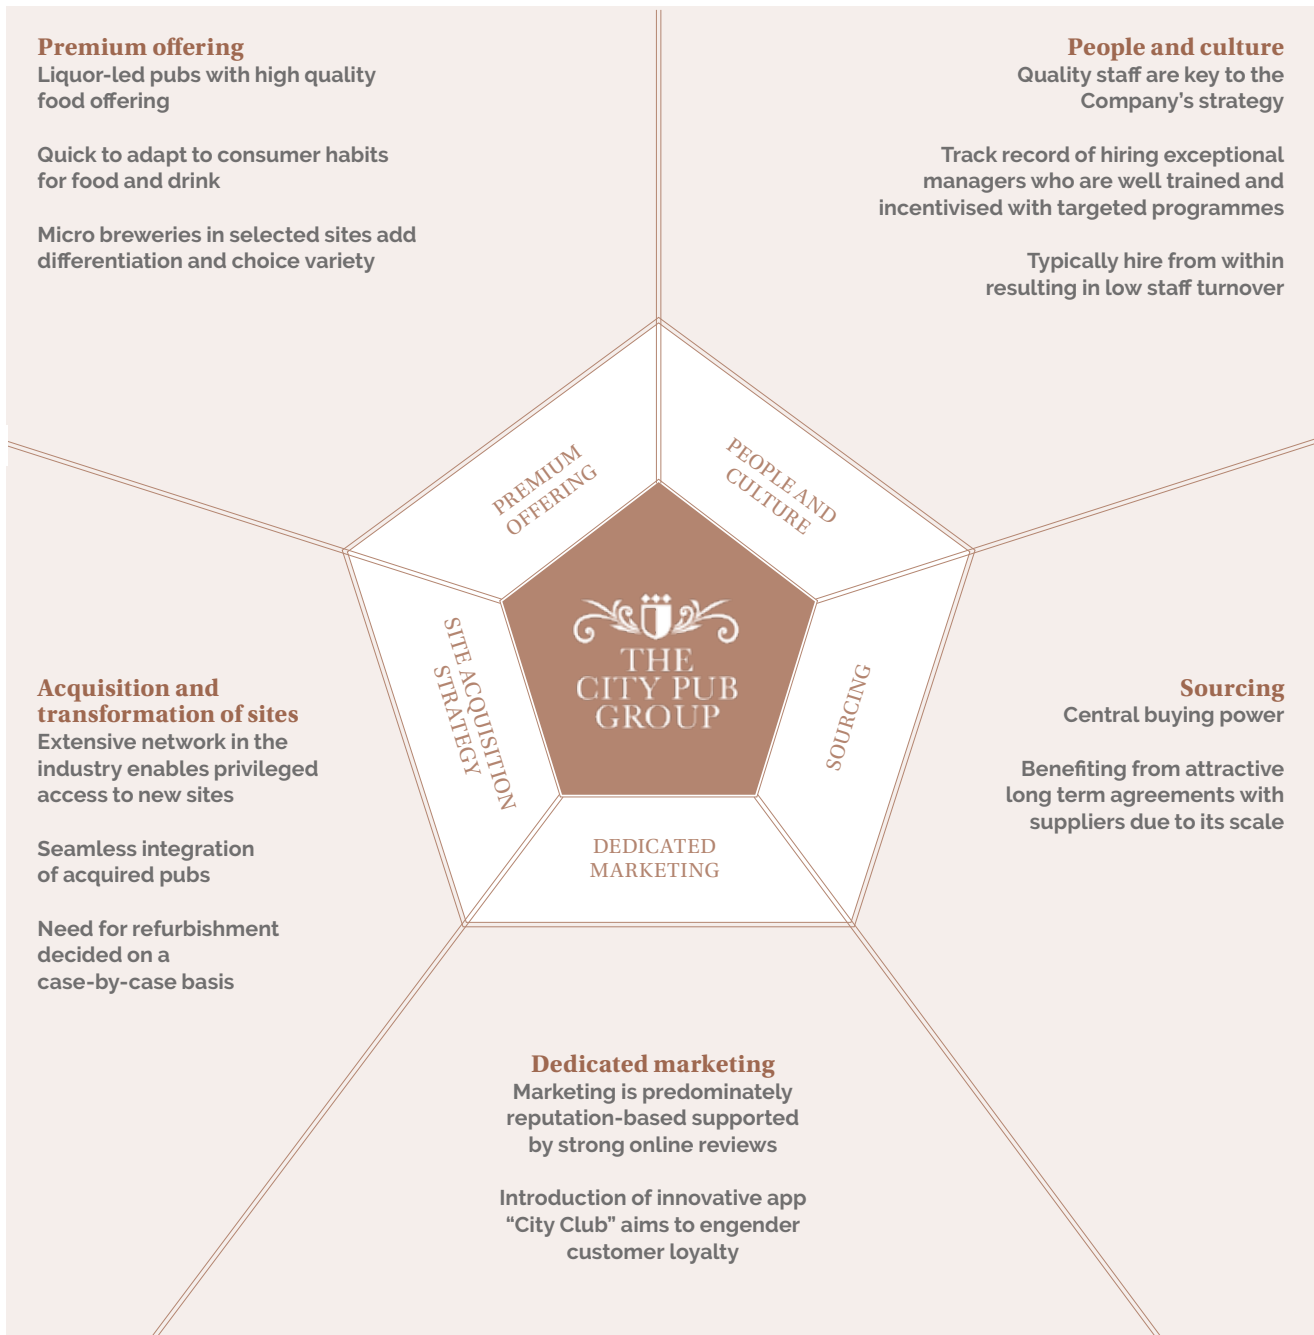 Premium offering
Liquor-led pubs with high quality
food offering
Quick to adapt to consumer habits
for food and drink
Micro breweries in selected sites add
differentiation and choice variety
People and culture
Quality staff are key to the
Company’s strategy
Track record of hiring exceptional
managers who are well trained and
incentivised with targeted programmes
Typically hire from within
resulting in low staff turnover
PREMIUM
OFFERING
PEOPLE AND
CULTURE
SITE ACQUISITION
STRATEGY
THE
CITY PUB
GROUP
SOURCING
DEDICATED
MARKETING
Acquisition and
transformation of sites
Extensive network in the
industry enables privileged
access to new sites
Seamless integration
of acquired pubs
Need for refurbishment
decided on a
case-by-case basis
Sourcing
Central buying power
Benefiting from attractive
long term agreements with
suppliers due to its scale
Dedicated marketing
Marketing is predominately
reputation-based supported
by strong online reviews
Introduction of innovative app
“City Club” aims to engender
customer loyalty